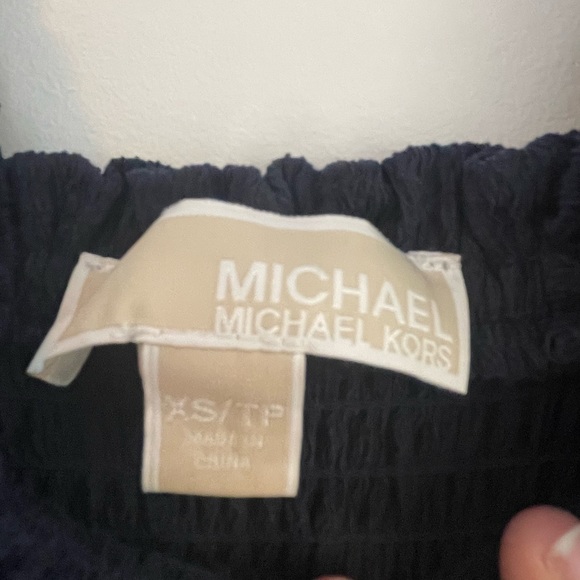 MICHAEL
MICHAEL KORS
XS/TP
MADE IN
CHINA